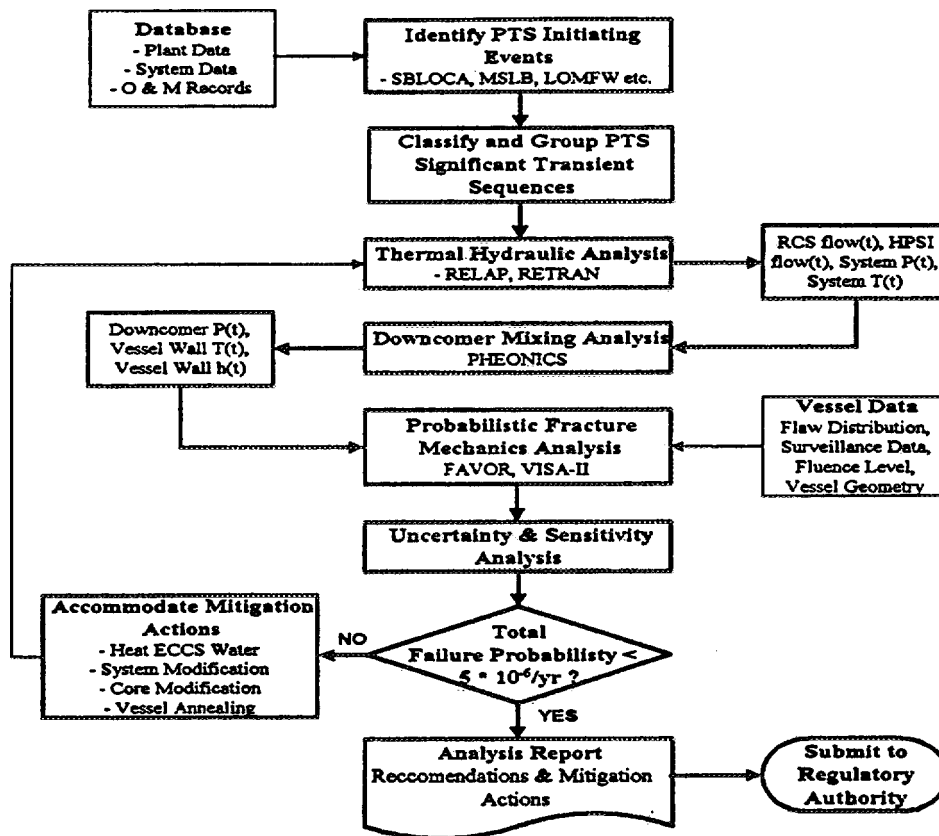 Database
- Plant Data
- System Data
- O & M Records
Identify PTS Initiating
Events
- SBLOCA, MSLB, LOMFW etc.
Classify and Group PTS
Significant Transient
Sequences
Thermal Hydraulic Analysis
- RELAP, RETRAN
RCS flow(t), HPSI
flow(t), System P(t),
System T(t)
Downcomer Mixing Analysis
PHEONICS
Downcomer P(t),
Vessel Wall T(t),
Vessel Wall h(t)
Probabilistic Fracture
Mechanics Analysis
FAVOR, VISA-II
Vessel Data
Flaw Distribution,
Surveillance Data,
Fluence Level,
Vessel Geometry
Uncertainty & Sensitivity
Analysis
Total
Failure Probabilisty <
5 * 10⁻⁶/yr ?
NO
Accommodate Mitigation
Actions
- Heat ECCS Water
- System Modification
- Core Modification
- Vessel Annealing
YES
Analysis Report
Reccomendations & Mitigation
Actions
Submit to
Regulatory
Authority